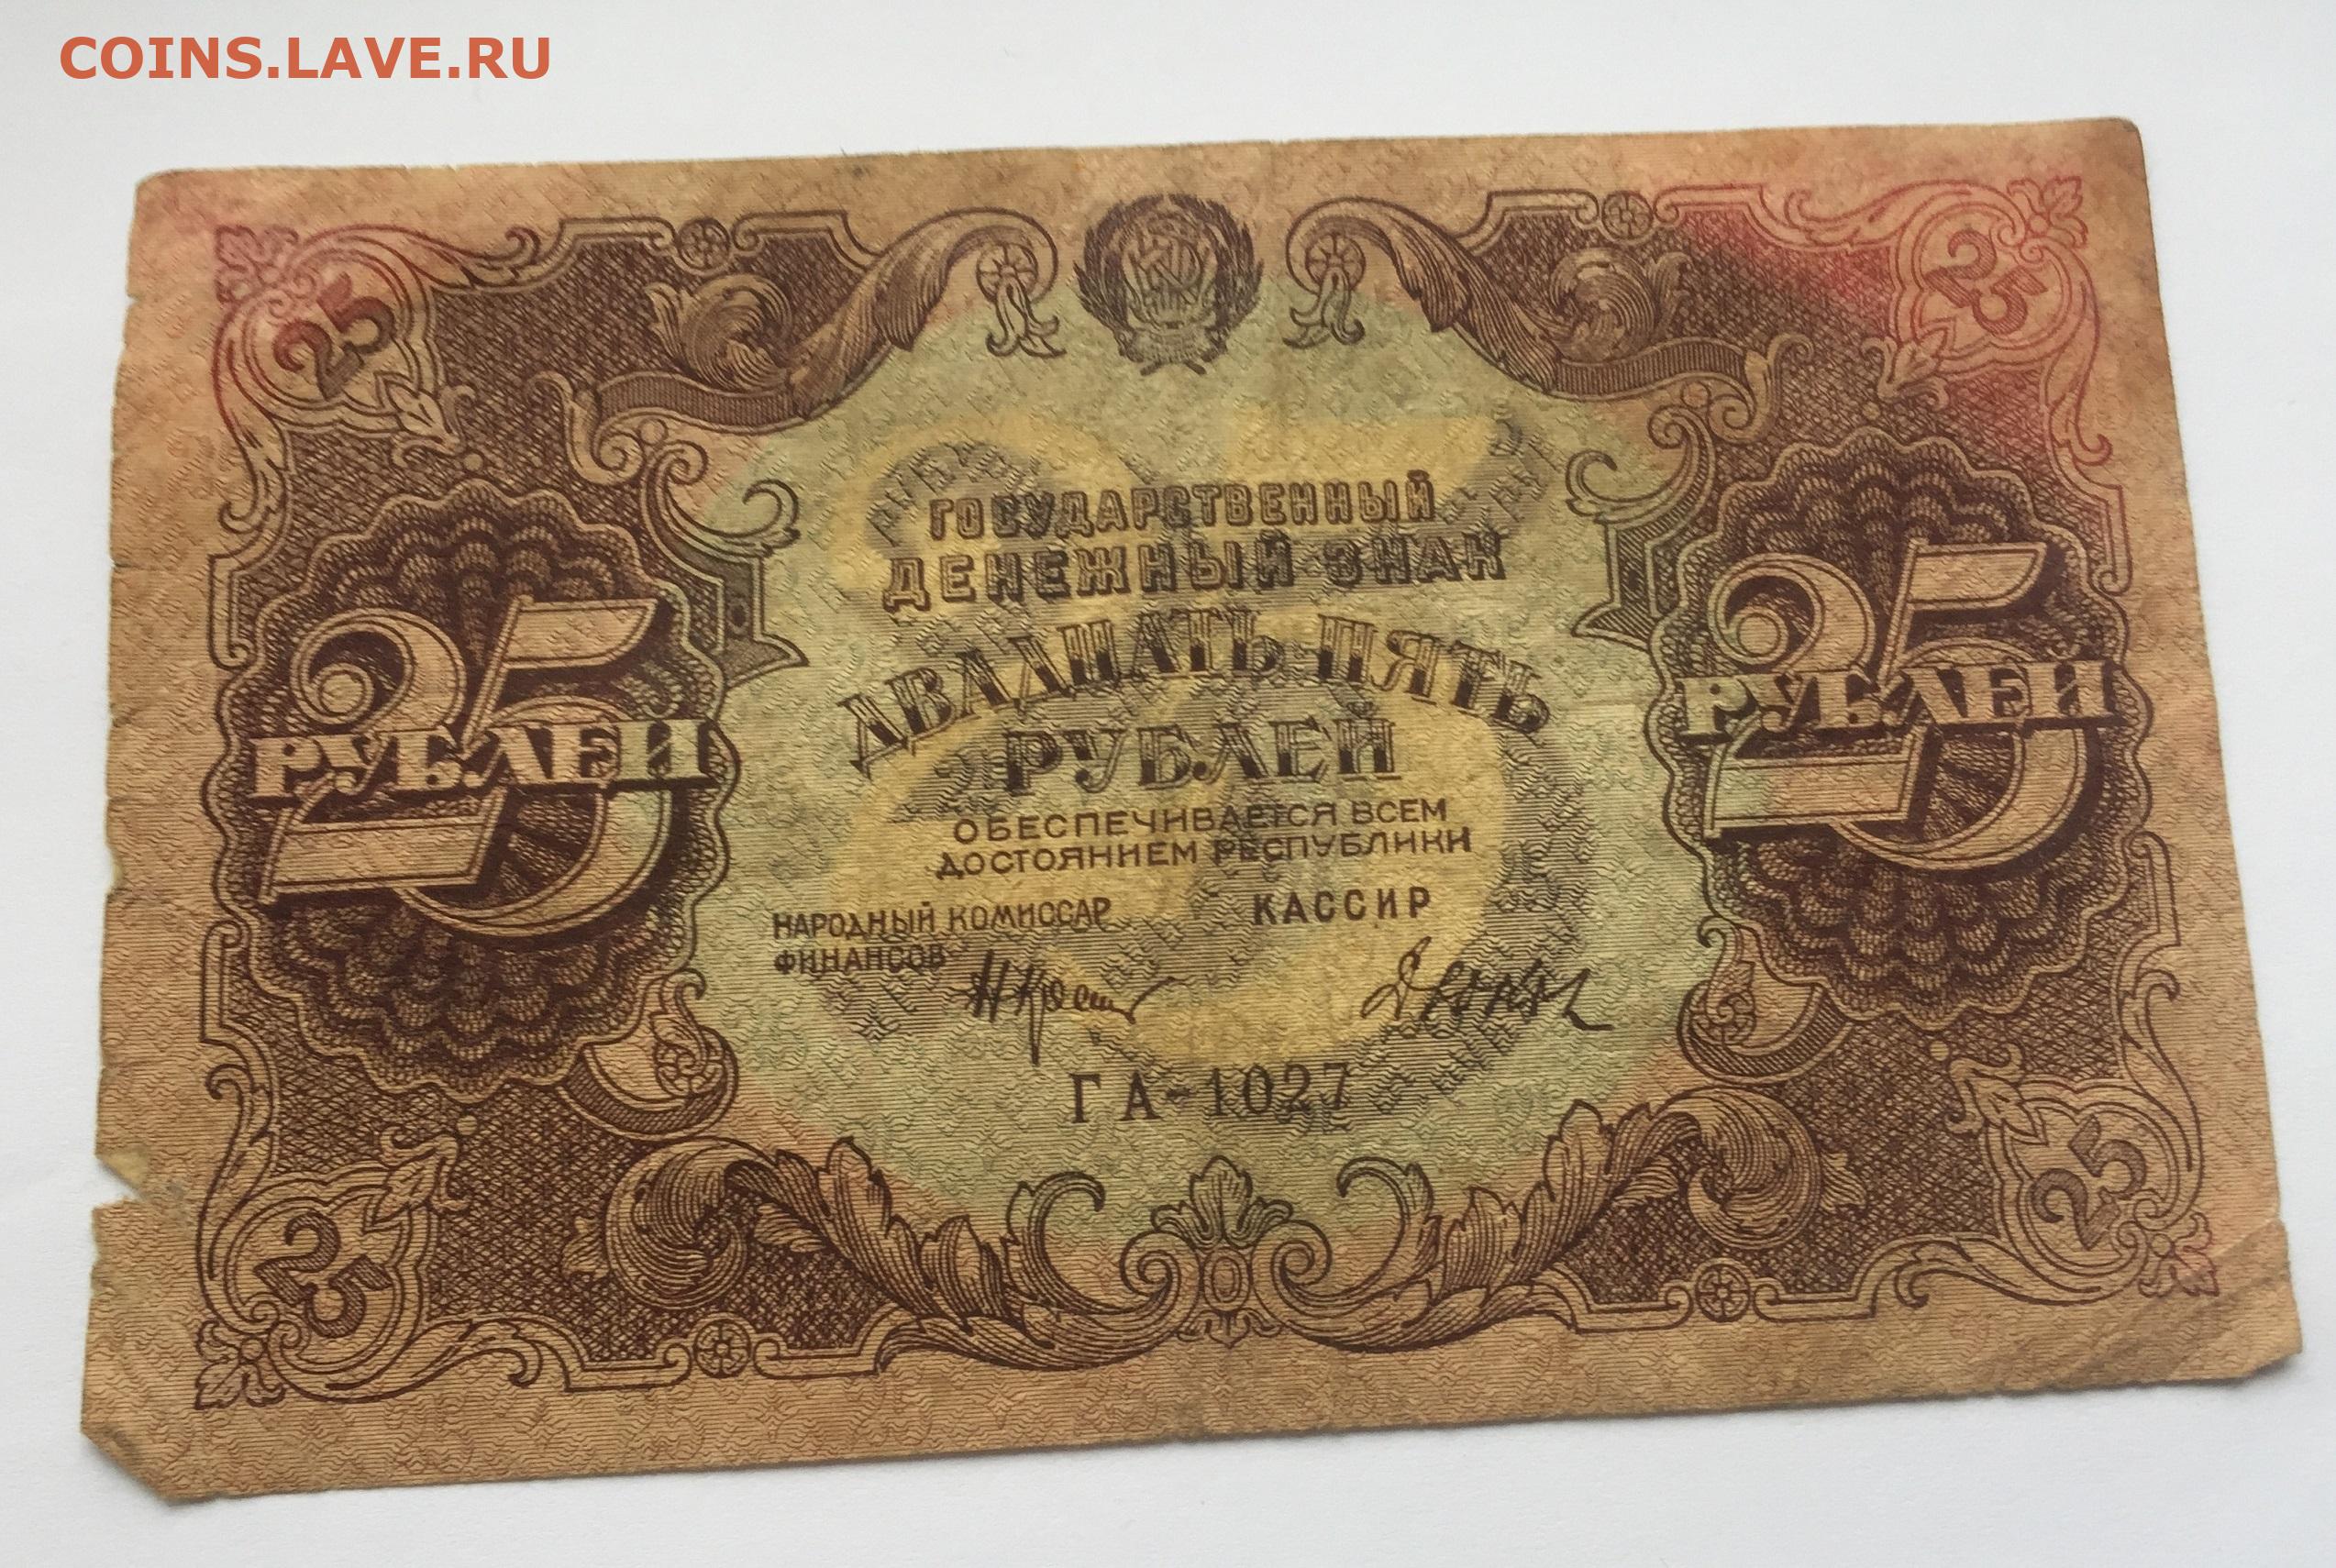 COINS.LAVE.RU
25
25
ГОСУДАРСТВЕННЫЙ
ДЕНЕЖНЫЙ ЗНАК
ДВАДЦАТЬ ПЯТЬ
РУБЛЕЙ
25
РУБЛЕЙ
25
РУБЛЕЙ
ОБЕСПЕЧИВАЕТСЯ ВСЕМ
ДОСТОЯНИЕМ РЕСПУБЛИКИ
НАРОДНЫЙ КОМИССАР
ФИНАНСОВ
КАССИР
ГА-1027
25
25